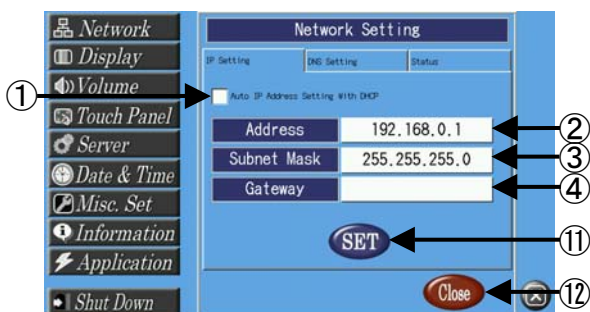 Network
Display
Volume
Touch Panel
Server
Date & Time
Misc. Set
Information
Application
Shut Down
Network Setting
IP Setting
DNS Setting
Status
① Auto IP Address Setting With DHCP
Address 192.168.0.1 ②
Subnet Mask 255.255.255.0 ③
Gateway ④
SET ⑪
Close ⑫